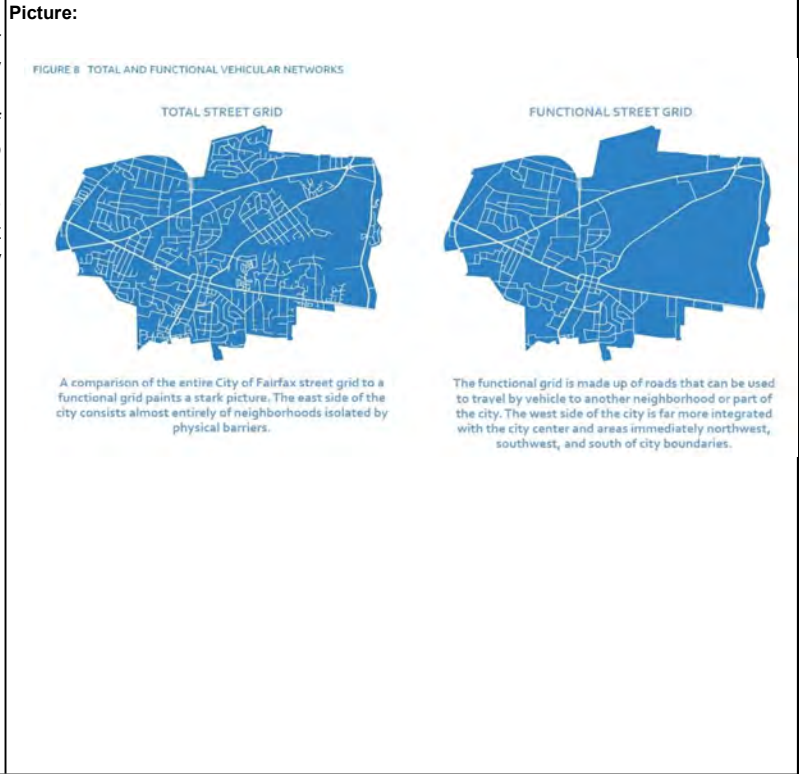 Picture:
FIGURE 8 TOTAL AND FUNCTIONAL VEHICULAR NETWORKS
TOTAL STREET GRID
A comparison of the entire City of Fairfax street grid to a
functional grid paints a stark picture. The east side of the
city consists almost entirely of neighborhoods isolated by
physical barriers.
FUNCTIONAL STREET GRID
The functional grid is made up of roads that can be used
to travel by vehicle to another neighborhood or part of
the city. The west side of the city is far more integrated
with the city center and areas immediately northwest,
southwest, and south of city boundaries.